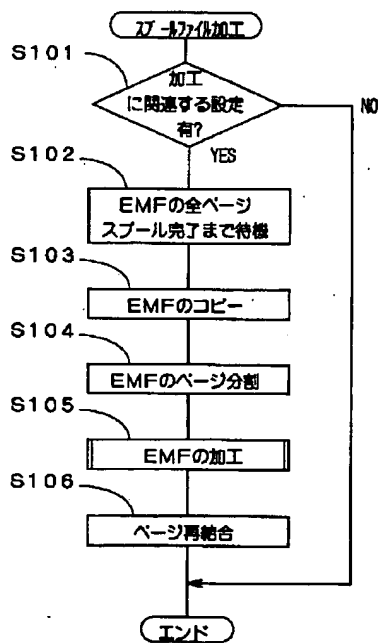 スプールファイル加工
S101
加工
に関連する設定
有?
NO
YES
S102
EMFの全ページ
スプール完了まで待機
S103
EMFのコピー
S104
EMFのページ分割
S105
EMFの加工
S106
ページ再結合
エンド